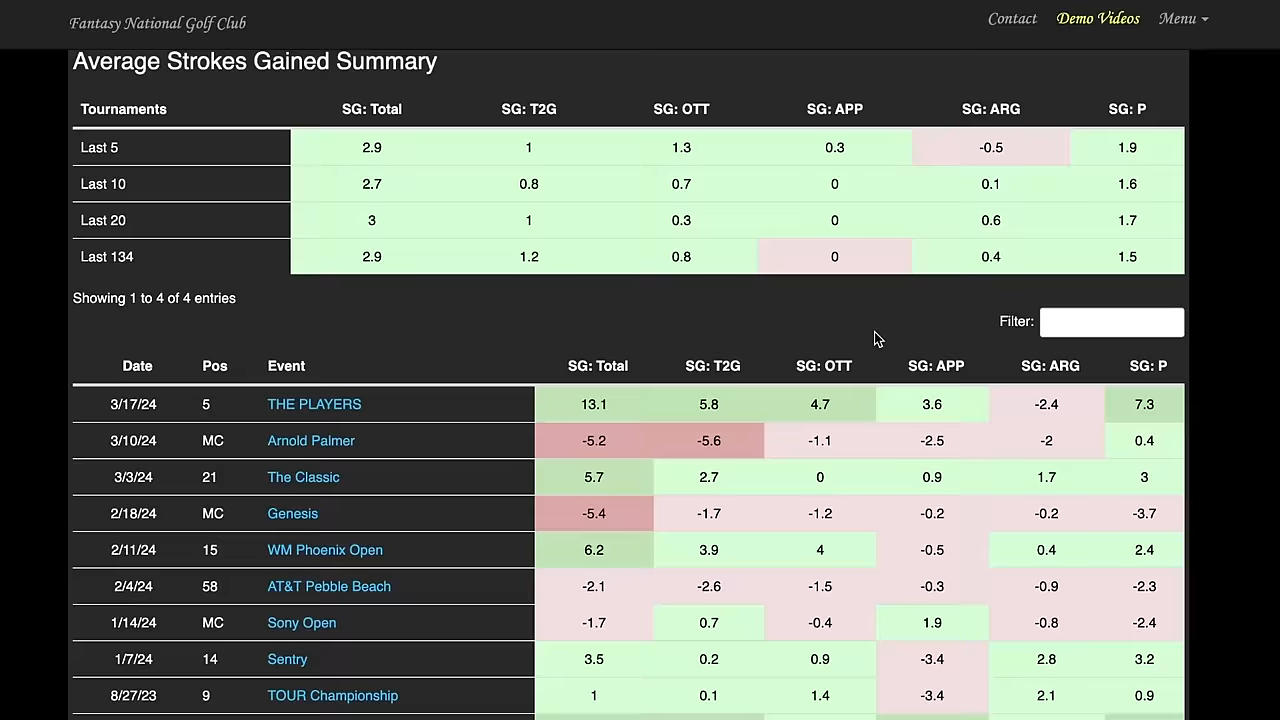 Fantasy National Golf Club Contact Demo Videos Menu
Average Strokes Gained Summary
Tournaments SG: Total SG: T2G SG: OTT SG: APP SG: ARG SG: P
Last 5 2.9 1 1.3 0.3 -0.5 1.9
Last 10 2.7 0.8 0.7 0 0.1 1.6
Last 20 3 1 0.3 0 0.6 1.7
Last 134 2.9 1.2 0.8 0 0.4 1.5
Showing 1 to 4 of 4 entries
Filter:
Date Pos Event SG: Total SG: T2G SG: OTT SG: APP SG: ARG SG: P
3/17/24 5 THE PLAYERS 13.1 5.8 4.7 3.6 -2.4 7.3
3/10/24 MC Arnold Palmer -5.2 -5.6 -1.1 -2.5 -2 0.4
3/3/24 21 The Classic 5.7 2.7 0 0.9 1.7 3
2/18/24 MC Genesis -5.4 -1.7 -1.2 -0.2 -0.2 -3.7
2/11/24 15 WM Phoenix Open 6.2 3.9 4 -0.5 0.4 2.4
2/4/24 58 AT&T Pebble Beach -2.1 -2.6 -1.5 -0.3 -0.9 -2.3
1/14/24 MC Sony Open -1.7 0.7 -0.4 1.9 -0.8 -2.4
1/7/24 14 Sentry 3.5 0.2 0.9 -3.4 2.8 3.2
8/27/23 9 TOUR Championship 1 0.1 1.4 -3.4 2.1 0.9